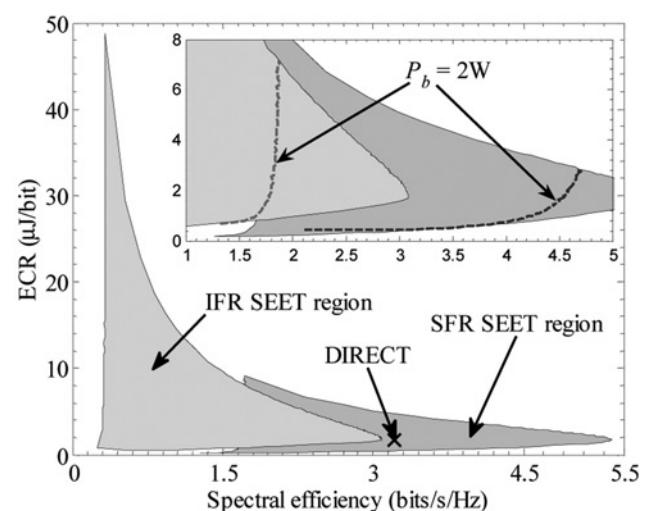 50
40
30
20
10
0
ECR (μJ/bit)
8
6
4
2
0
1 1.5 2 2.5 3 3.5 4 4.5 5
P_b = 2W
IFR SEET region
SFR SEET region
DIRECT
0 1.5 3 4.5 5.5
Spectral efficiency (bits/s/Hz)